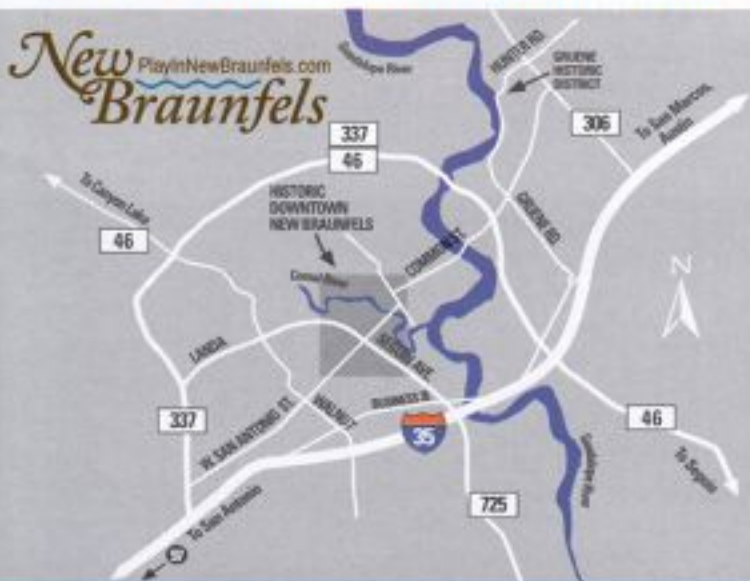 New
PlayInNewBraunfels.com
Braunfels
Guadalupe River
HUNTER RD.
GRUENE
HISTORIC
DISTRICT
306
To San Marcos,
Austin
337
46
To Canyon Lake
46
HISTORIC
DOWNTOWN
NEW BRAUNFELS
Comal River
COMMON ST.
GRUENE RD.
N
LANDA
SEGUIN AVE.
337
W. SAN ANTONIO ST.
WALNUT
BUSINESS 35
35
46
To Seguin
Guadalupe River
725
To San Antonio